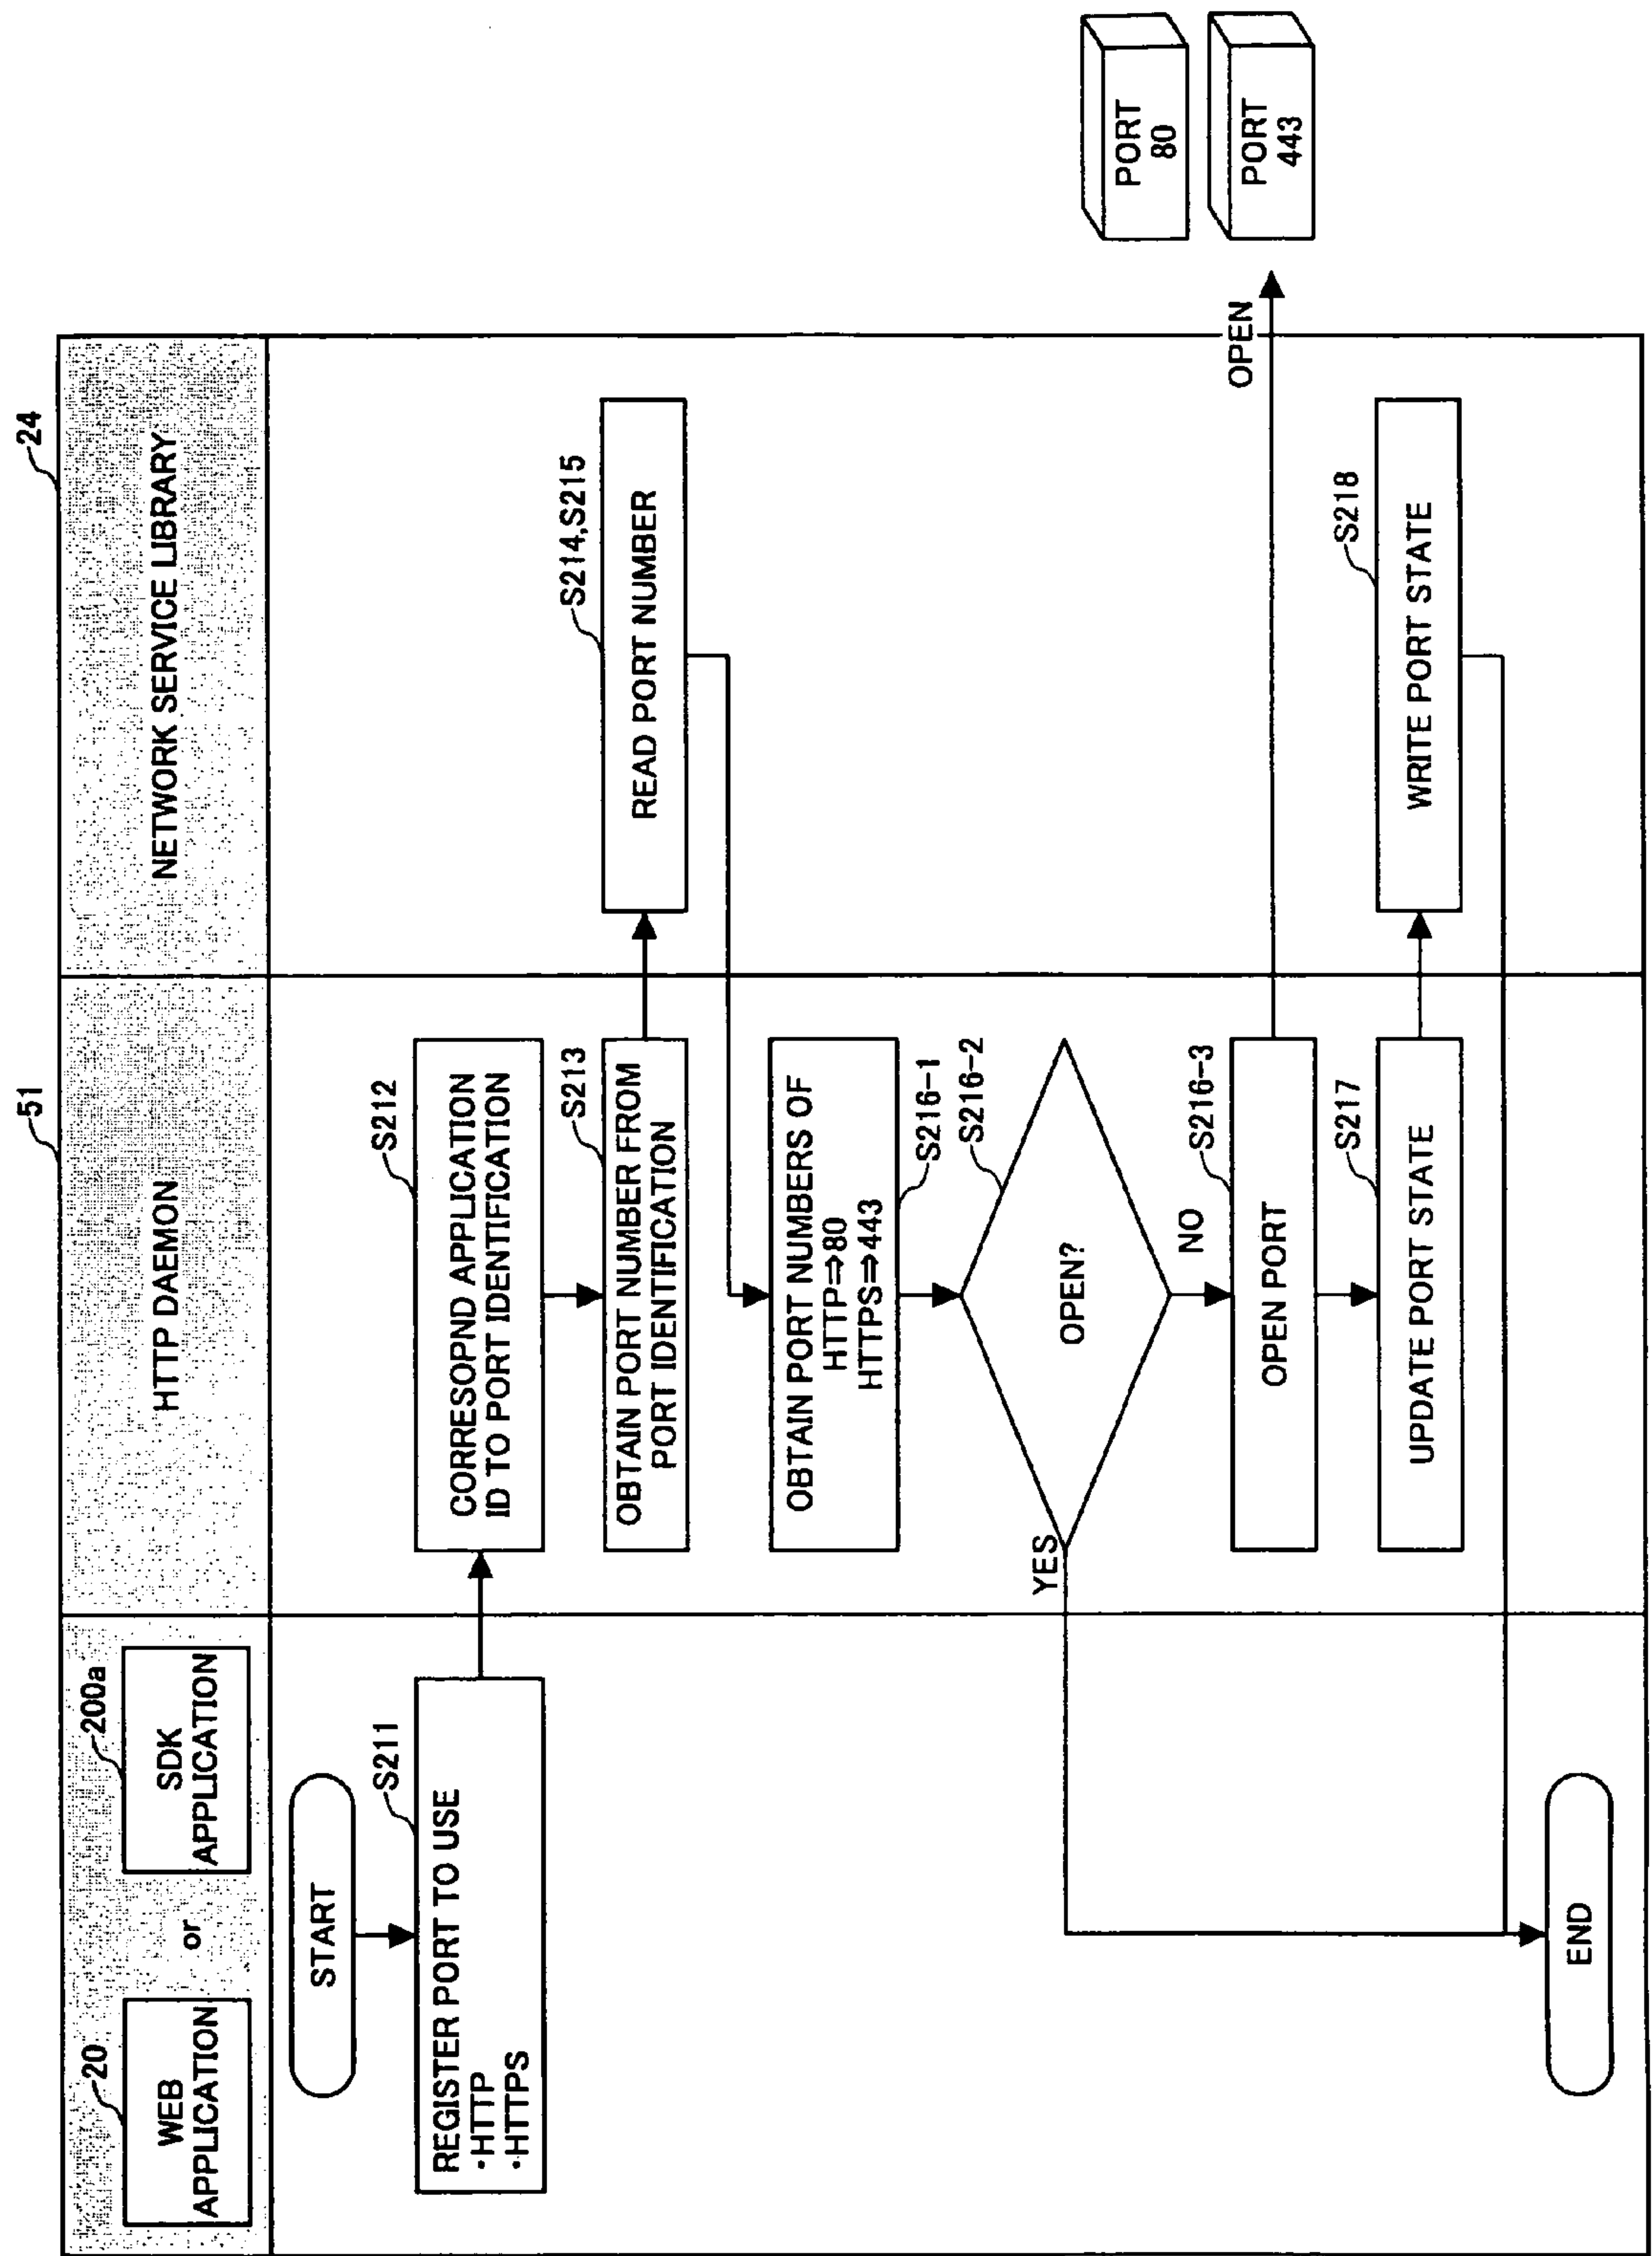 20
WEB
APPLICATION
or
200a
SDK
APPLICATION
51
HTTP DAEMON
24
NETWORK SERVICE LIBRARY
START
S211
REGISTER PORT TO USE
·HTTP
·HTTPS
S212
CORRESOPND APPLICATION
ID TO PORT IDENTIFICATION
S213
OBTAIN PORT NUMBER FROM
PORT IDENTIFICATION
S214,S215
READ PORT NUMBER
OBTAIN PORT NUMBERS OF
HTTP⇒80
HTTPS⇒443
S216-1
S216-2
OPEN?
YES
NO
S216-3
OPEN PORT
OPEN
PORT
80
PORT
443
S217
UPDATE PORT STATE
S218
WRITE PORT STATE
END